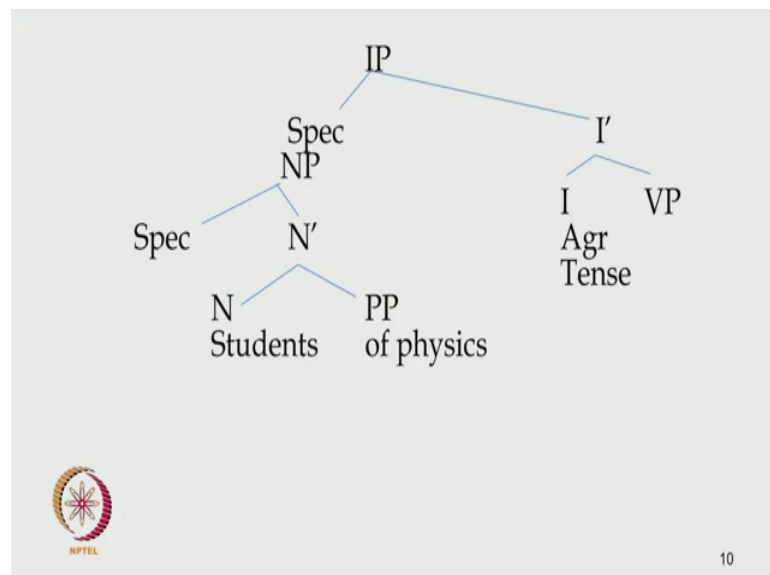 IP
Spec I′
NP
I VP
Spec N′ Agr
Tense
N PP
Students of physics
NPTEL
10